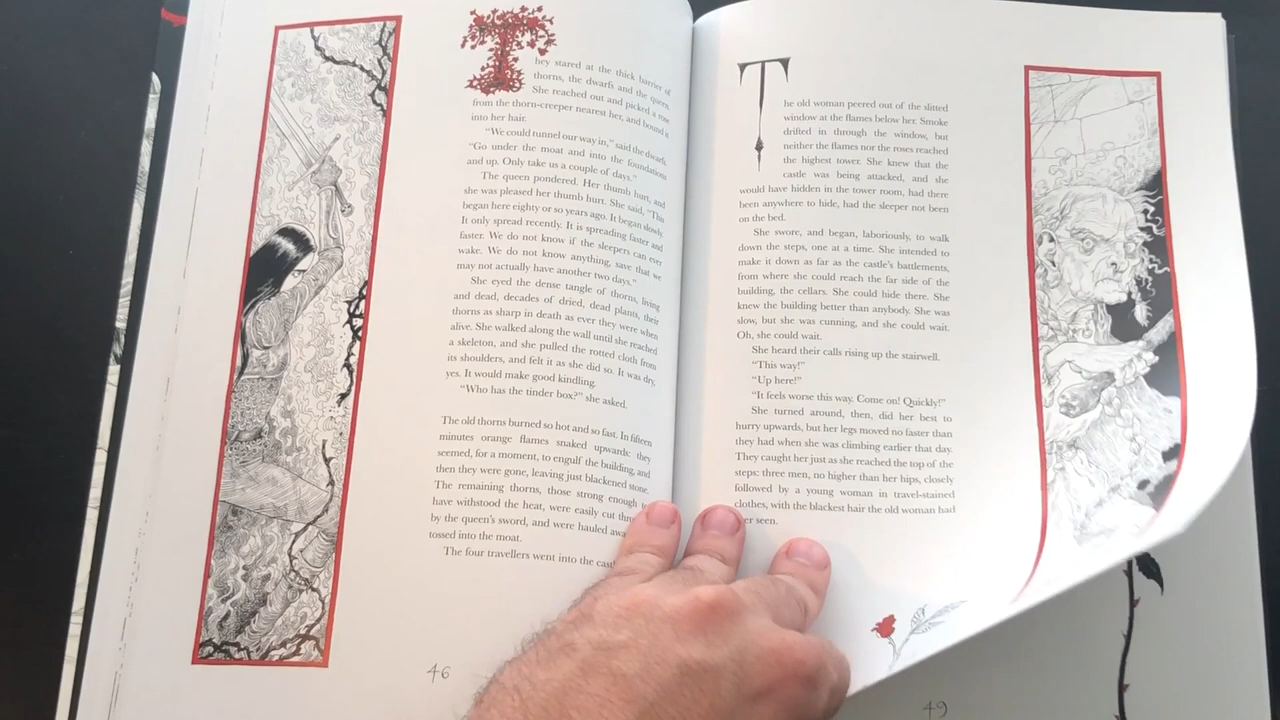 They stared at the thick barrier of
thorns, the dwarfs and the queen.
She reached out and picked a rose
from the thorn-creeper nearest her, and bound it
into her hair.
“We could tunnel our way in,” said the dwarfs.
“Go under the moat and into the foundations
and up. Only take us a couple of days.”
The queen pondered. Her thumb hurt, and
she was pleased her thumb hurt. She said, “This
began here eighty or so years ago. It began slowly.
It only spread recently. It is spreading faster and
faster. We do not know if the sleepers can ever
wake. We do not know anything, save that we
may not actually have another two days.”
She eyed the dense tangle of thorns, living
and dead, decades of dried, dead plants, their
thorns as sharp in death as ever they were when
alive. She walked along the wall until she reached
a skeleton, and she pulled the rotted cloth from
its shoulders, and felt it as she did so. It was dry,
yes. It would make good kindling.
“Who has the tinder box?” she asked.
The old thorns burned so hot and so fast. In fifteen
minutes orange flames snaked upwards: they
seemed, for a moment, to engulf the building, and
then they were gone, leaving just blackened stone.
The remaining thorns, those strong enough
have withstood the heat, were easily cut
by the queen’s sword, and were hauled
tossed into the moat.
The four travellers went into the
46
The old woman peered out of the slitted
window at the flames below her. Smoke
drifted in through the window, but
neither the flames nor the roses reached
the highest tower. She knew that the
castle was being attacked, and she
would have hidden in the tower room, had there
been anywhere to hide, had the sleeper not been
on the bed.
She swore, and began, laboriously, to walk
down the steps, one at a time. She intended to
make it down as far as the castle’s battlements,
from where she could reach the far side of the
building, the cellars. She could hide there. She
knew the building better than anybody. She was
slow, but she was cunning, and she could wait.
Oh, she could wait.
She heard their calls rising up the stairwell.
“This way!”
“Up here!”
“It feels worse this way. Come on! Quickly!”
She turned around, then, did her best to
hurry upwards, but her legs moved no faster than
they had when she was climbing earlier that day.
They caught her just as she reached the top of the
steps: three men, no higher than her hips, closely
followed by a young woman in travel-stained
clothes, with the blackest hair the old woman had
seen.
49